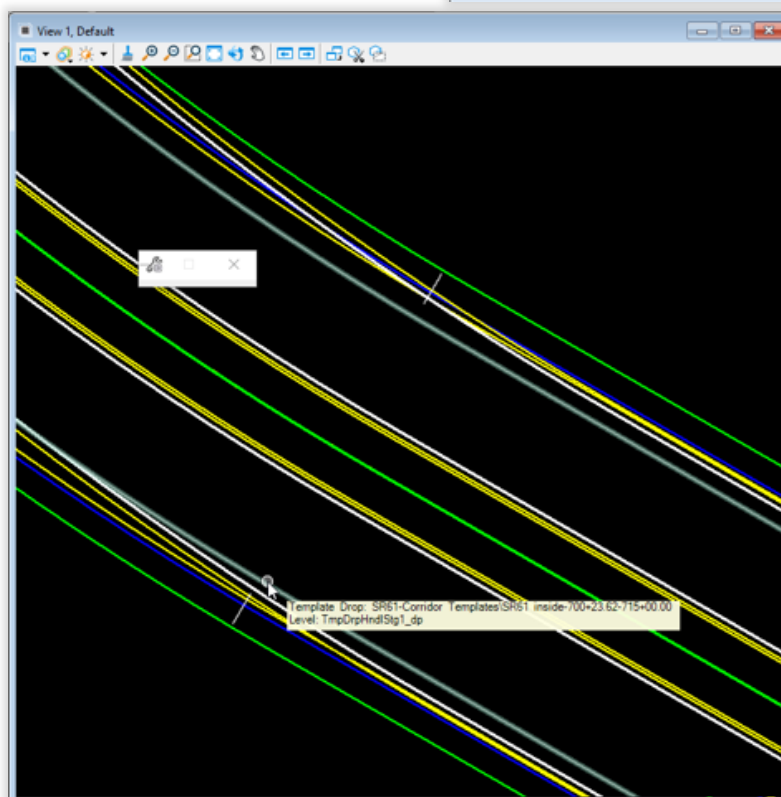 View 1, Default
Template Drop: SR61-Corridor Templates\SR61 inside-700+23.62-715+00.00
Level: TmpDrpHndlStg1_dp